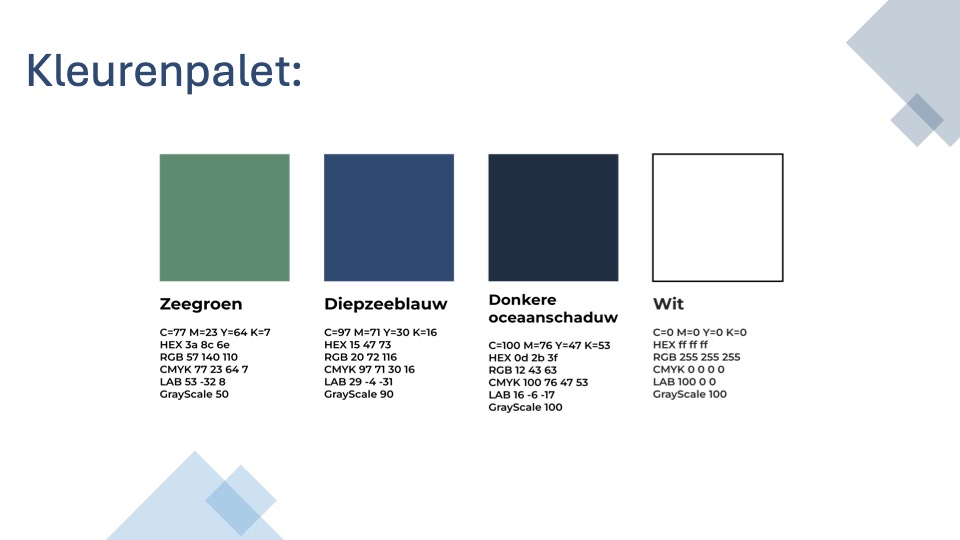 Kleurenpalet:
Zeegroen
C=77 M=23 Y=64 K=7
HEX 3a 8c 6e
RGB 57 140 110
CMYK 77 23 64 7
LAB 53 -32 8
GrayScale 50
Diepzeeblauw
C=97 M=71 Y=30 K=16
HEX 15 47 73
RGB 20 72 116
CMYK 97 71 30 16
LAB 29 -4 -31
GrayScale 90
Donkere
oceaanschaduw
C=100 M=76 Y=47 K=53
HEX 0d 2b 3f
RGB 12 43 63
CMYK 100 76 47 53
LAB 16 -6 -17
GrayScale 100
Wit
C=0 M=0 Y=0 K=0
HEX ff ff ff
RGB 255 255 255
CMYK 0 0 0 0
LAB 100 0 0
GrayScale 100